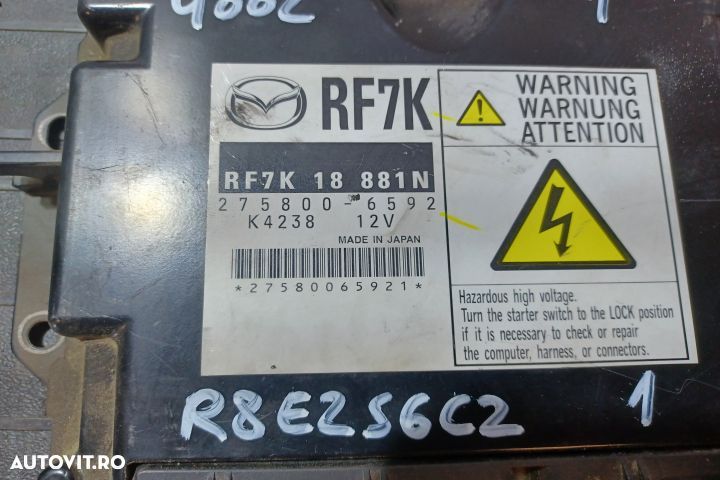 RF7K
RF7K 18 881N
275800-6592
K4238 12V
MADE IN JAPAN
*27580065921*
WARNING
WARNUNG
ATTENTION
Hazardous high voltage.
Turn the starter switch to the LOCK position
if it is necessary to check or repair
the computer, harness, or connectors.
R8E2S6C2 1
AUTOVIT.RO